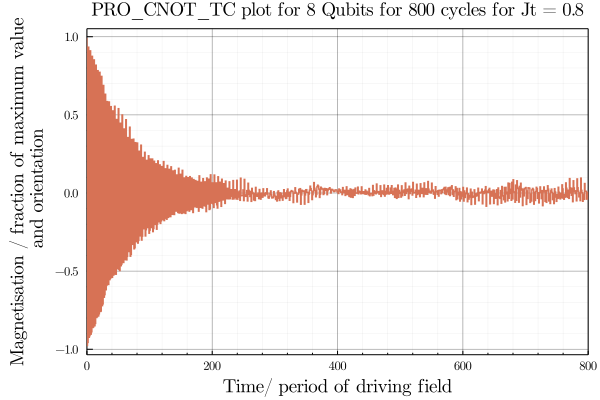 PRO_CNOT_TC plot for 8 Qubits for 800 cycles for Jt = 0.8
Magnetisation / fraction of maximum value
and orientation
1.0
0.5
0.0
−0.5
−1.0
0
200
400
600
800
Time/ period of driving field